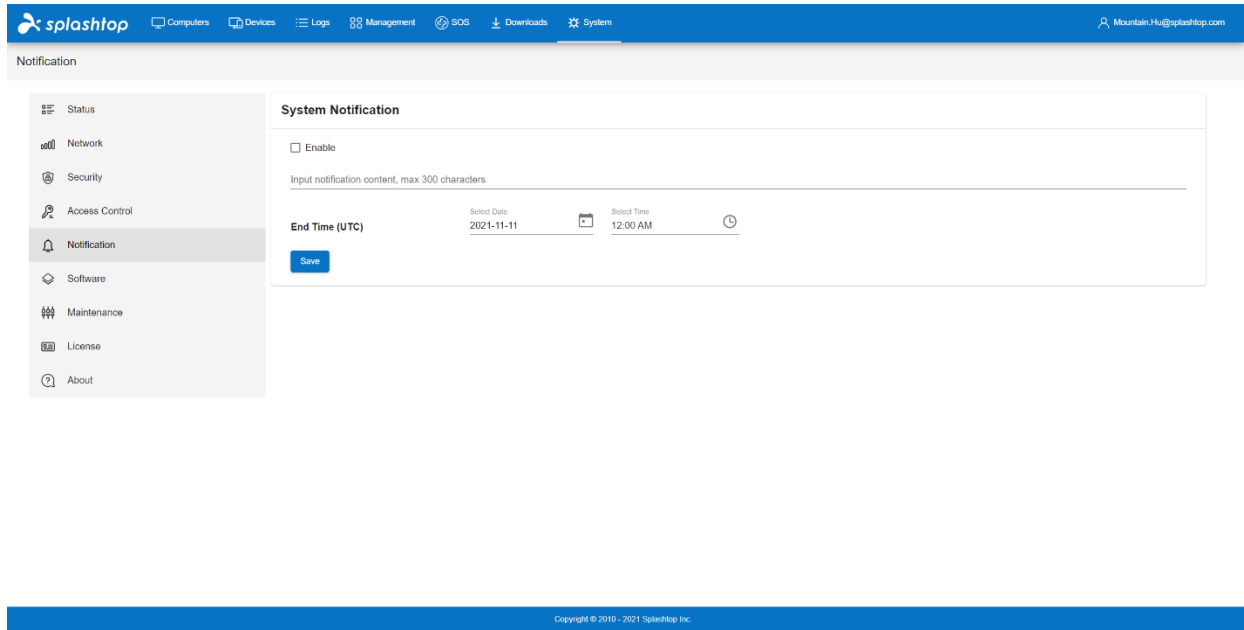 splashtop Computers Devices Logs Management SOS Downloads System Mountain.Hu@splashtop.com
Notification
Status
Network
Security
Access Control
Notification
Software
Maintenance
License
About
System Notification
Enable
Input notification content, max 300 characters
Select Date Select Time
End Time (UTC) 2021-11-11 12:00 AM
Save
Copyright © 2010 - 2021 Splashtop Inc.